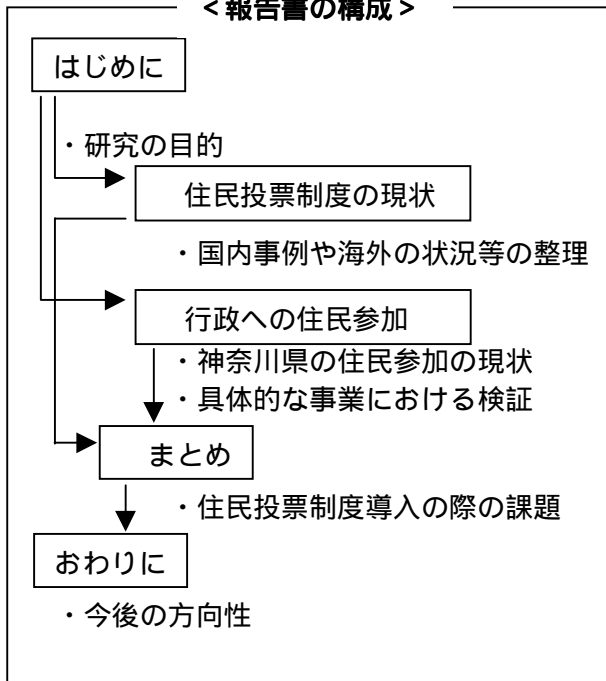 <報告書の構成>
はじめに
・研究の目的
住民投票制度の現状
・国内事例や海外の状況等の整理
行政への住民参加
・神奈川県の住民参加の現状
・具体的な事業における検証
まとめ
・住民投票制度導入の際の課題
おわりに
・今後の方向性